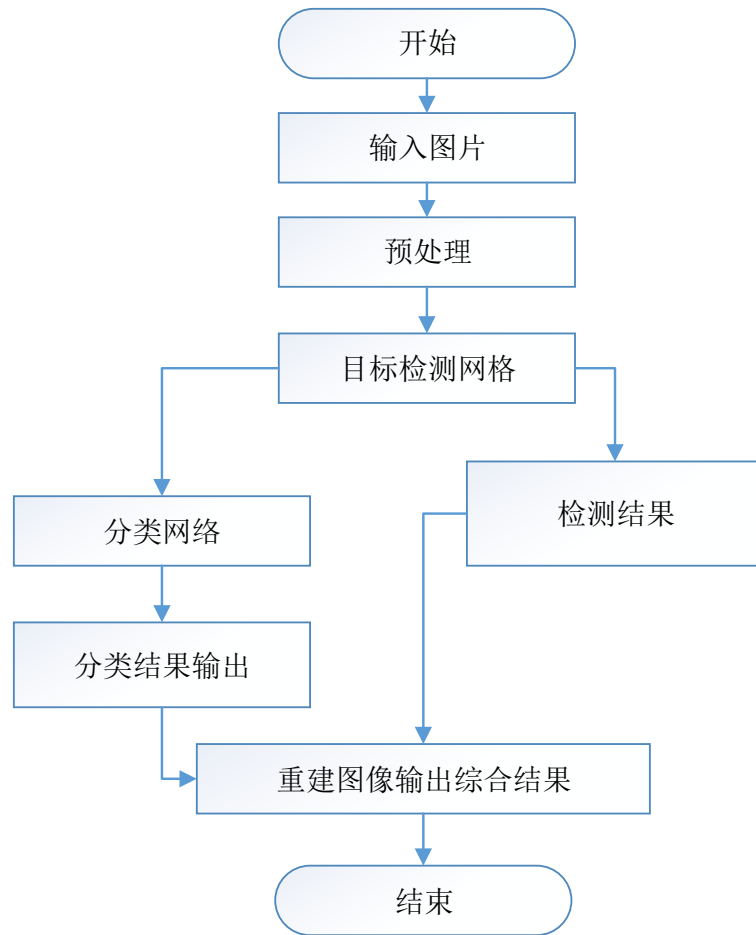 开始
输入图片
预处理
目标检测网格
分类网络
检测结果
分类结果输出
重建图像输出综合结果
结束